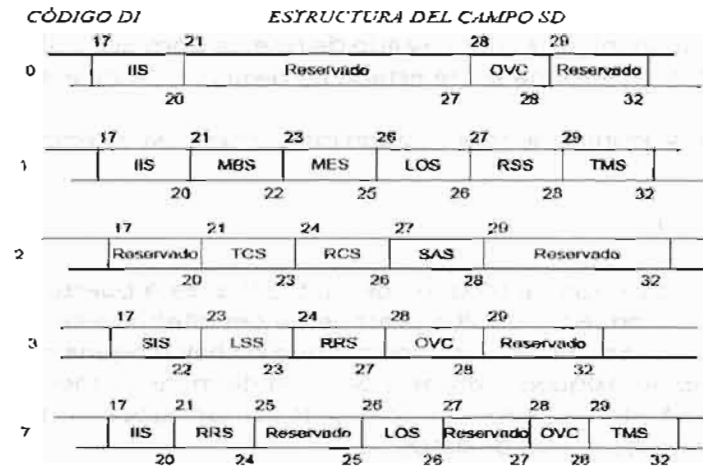 CÓDIGO DI ESTRUCTURA DEL CAMPO SD
17 21 28 29
0 IIS Reservado OVC Reservado
20 27 28 32
17 21 23 26 27 29
1 IIS MBS MES LOS RSS TMS
20 22 25 26 28 32
17 21 24 27 29
2 Reservado TCS RCS SAS Reservado
20 23 26 28 32
17 23 24 28 29
3 SIS LSS RRS OVC Reservado
22 23 27 28 32
17 21 25 26 27 28 29
7 IIS RRS Reservado LOS Reservado OVC TMS
20 24 25 26 27 28 32